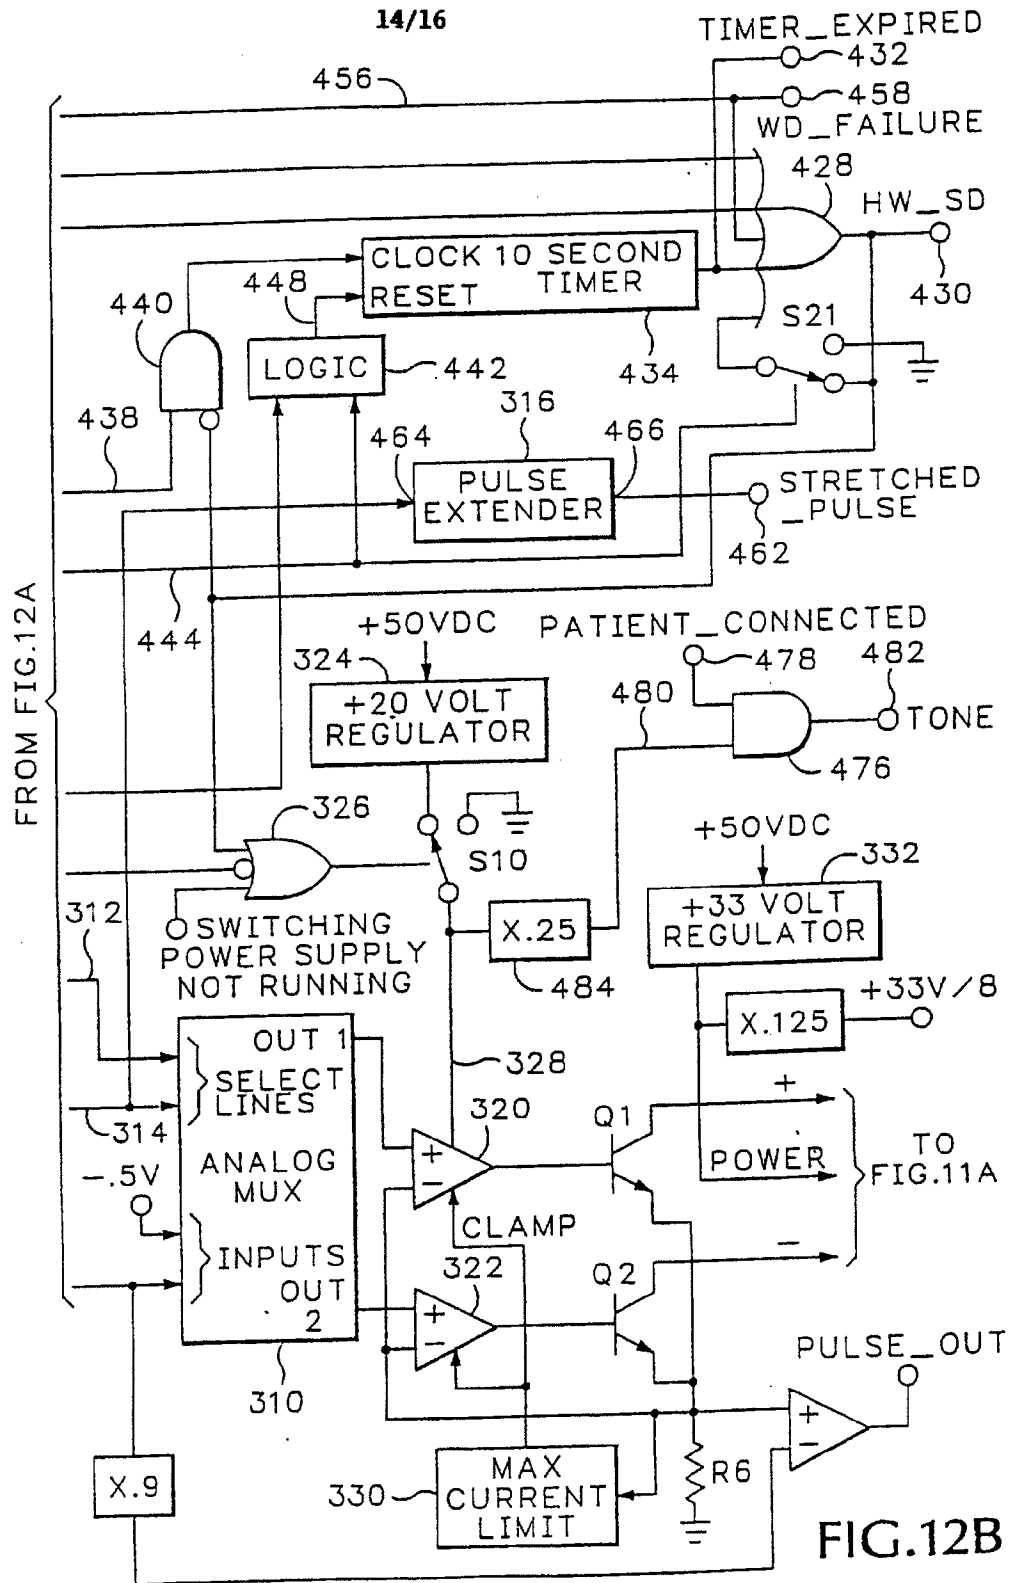 14/16
TIMER_EXPIRED
432
456
458
WD_FAILURE
428
HW_SD
430
CLOCK 10 SECOND
RESET TIMER
448
440
434
S21
LOGIC
442
438
316
464
466
PULSE
EXTENDER
STRETCHED
_PULSE
462
444
FROM FIG.12A
+50VDC
PATIENT_CONNECTED
478
482
324
+20 VOLT
REGULATOR
480
TONE
476
326
S10
+50VDC
332
312
SWITCHING
POWER SUPPLY
NOT RUNNING
X.25
484
+33 VOLT
REGULATOR
+33V/8
X.125
OUT 1
SELECT
LINES
328
320
Q1
+
314
ANALOG
MUX
+
−
POWER
TO
FIG.11A
-.5V
CLAMP
INPUTS
OUT
2
322
Q2
−
+
−
PULSE_OUT
310
+
−
X.9
330
MAX
CURRENT
LIMIT
R6
FIG.12B